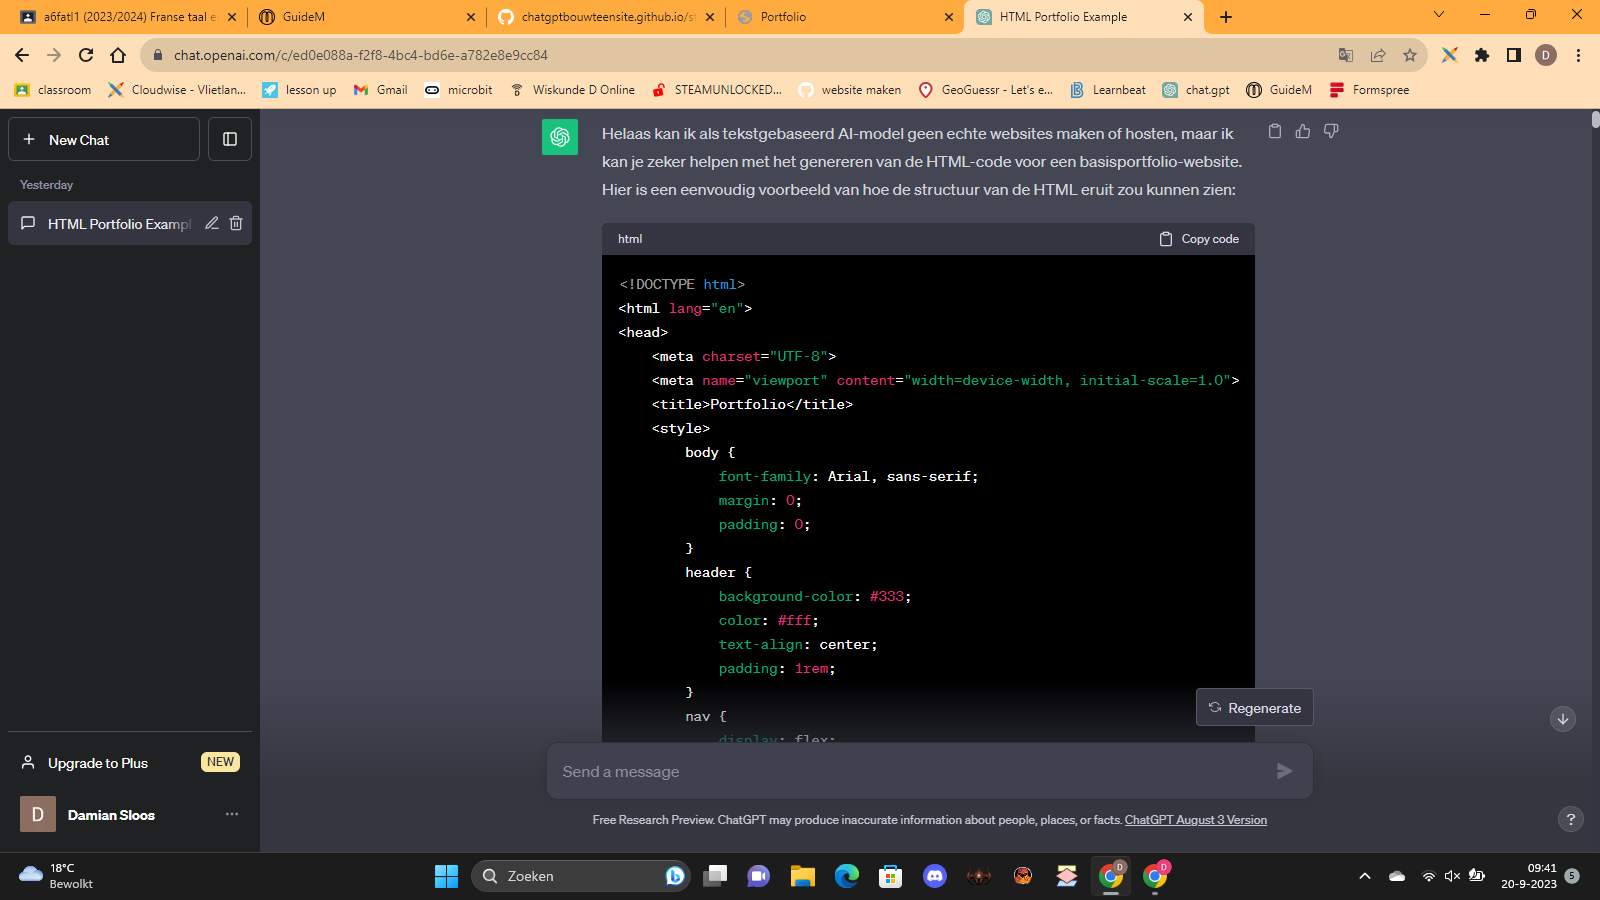 a6fatl1 (2023/2024) Franse taal e
GuideM
chatgptbouwteensite.github.io/s
Portfolio
HTML Portfolio Example
chat.openai.com/c/ed0e088a-f2f8-4bc4-bd6e-a782e8e9cc84
D
classroom
Cloudwise - Vlietlan...
lesson up
Gmail
microbit
Wiskunde D Online
STEAMUNLOCKED...
website maken
GeoGuessr - Let's e...
Learnbeat
chat.gpt
GuideM
Formspree
New Chat
Yesterday
HTML Portfolio Exampl
Helaas kan ik als tekstgebaseerd AI-model geen echte websites maken of hosten, maar ik
kan je zeker helpen met het genereren van de HTML-code voor een basisportfolio-website.
Hier is een eenvoudig voorbeeld van hoe de structuur van de HTML eruit zou kunnen zien:
html
Copy code
<!DOCTYPE html>
<html lang="en">
<head>
<meta charset="UTF-8">
<meta name="viewport" content="width=device-width, initial-scale=1.0">
<title>Portfolio</title>
<style>
body {
font-family: Arial, sans-serif;
margin: 0;
padding: 0;
}
header {
background-color: #333;
color: #fff;
text-align: center;
padding: 1rem;
}
nav {
display: flex;
Regenerate
Send a message
Free Research Preview. ChatGPT may produce inaccurate information about people, places, or facts. ChatGPT August 3 Version
?
Upgrade to Plus
NEW
D
Damian Sloos
18°C
Bewolkt
Zoeken
D
D
09:41
20-9-2023
5